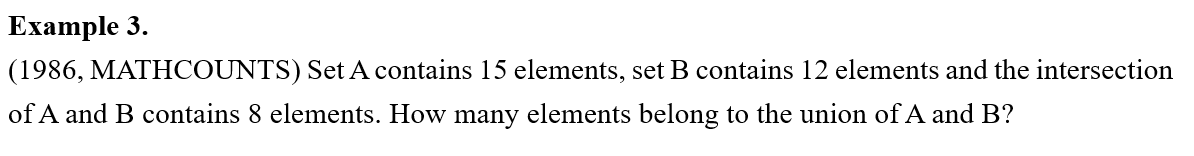 Example 3.
(1986, MATHCOUNTS) Set A contains 15 elements, set B contains 12 elements and the intersection
of A and B contains 8 elements. How many elements belong to the union of A and B?